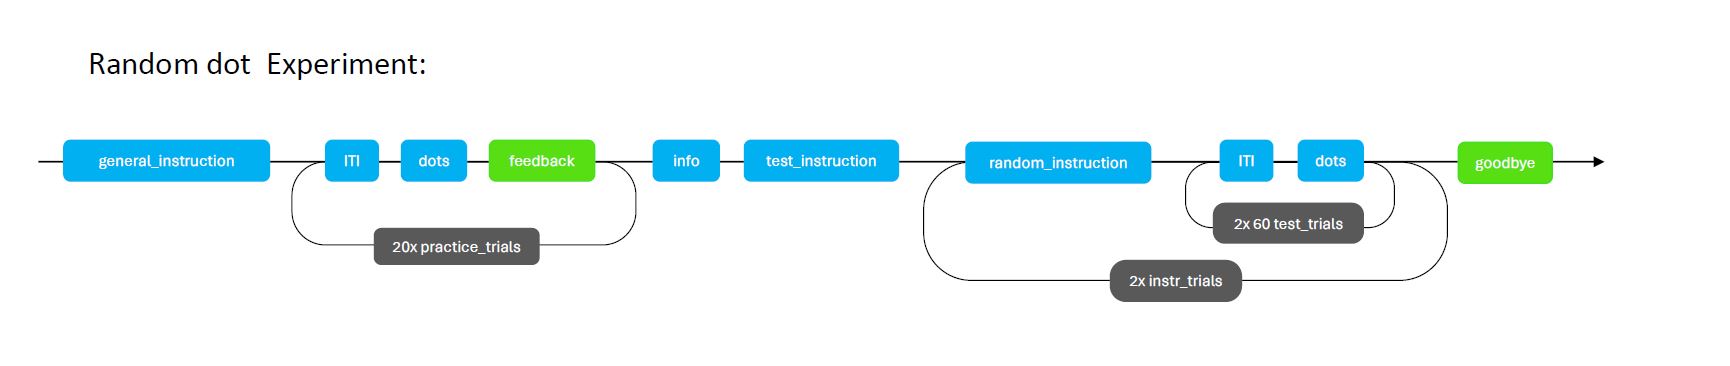 Random dot  Experiment:
general_instruction
ITI
dots
feedback
info
test_instruction
random_instruction
ITI
dots
goodbye
2x 60 test_trials
20x practice_trials
2x instr_trials